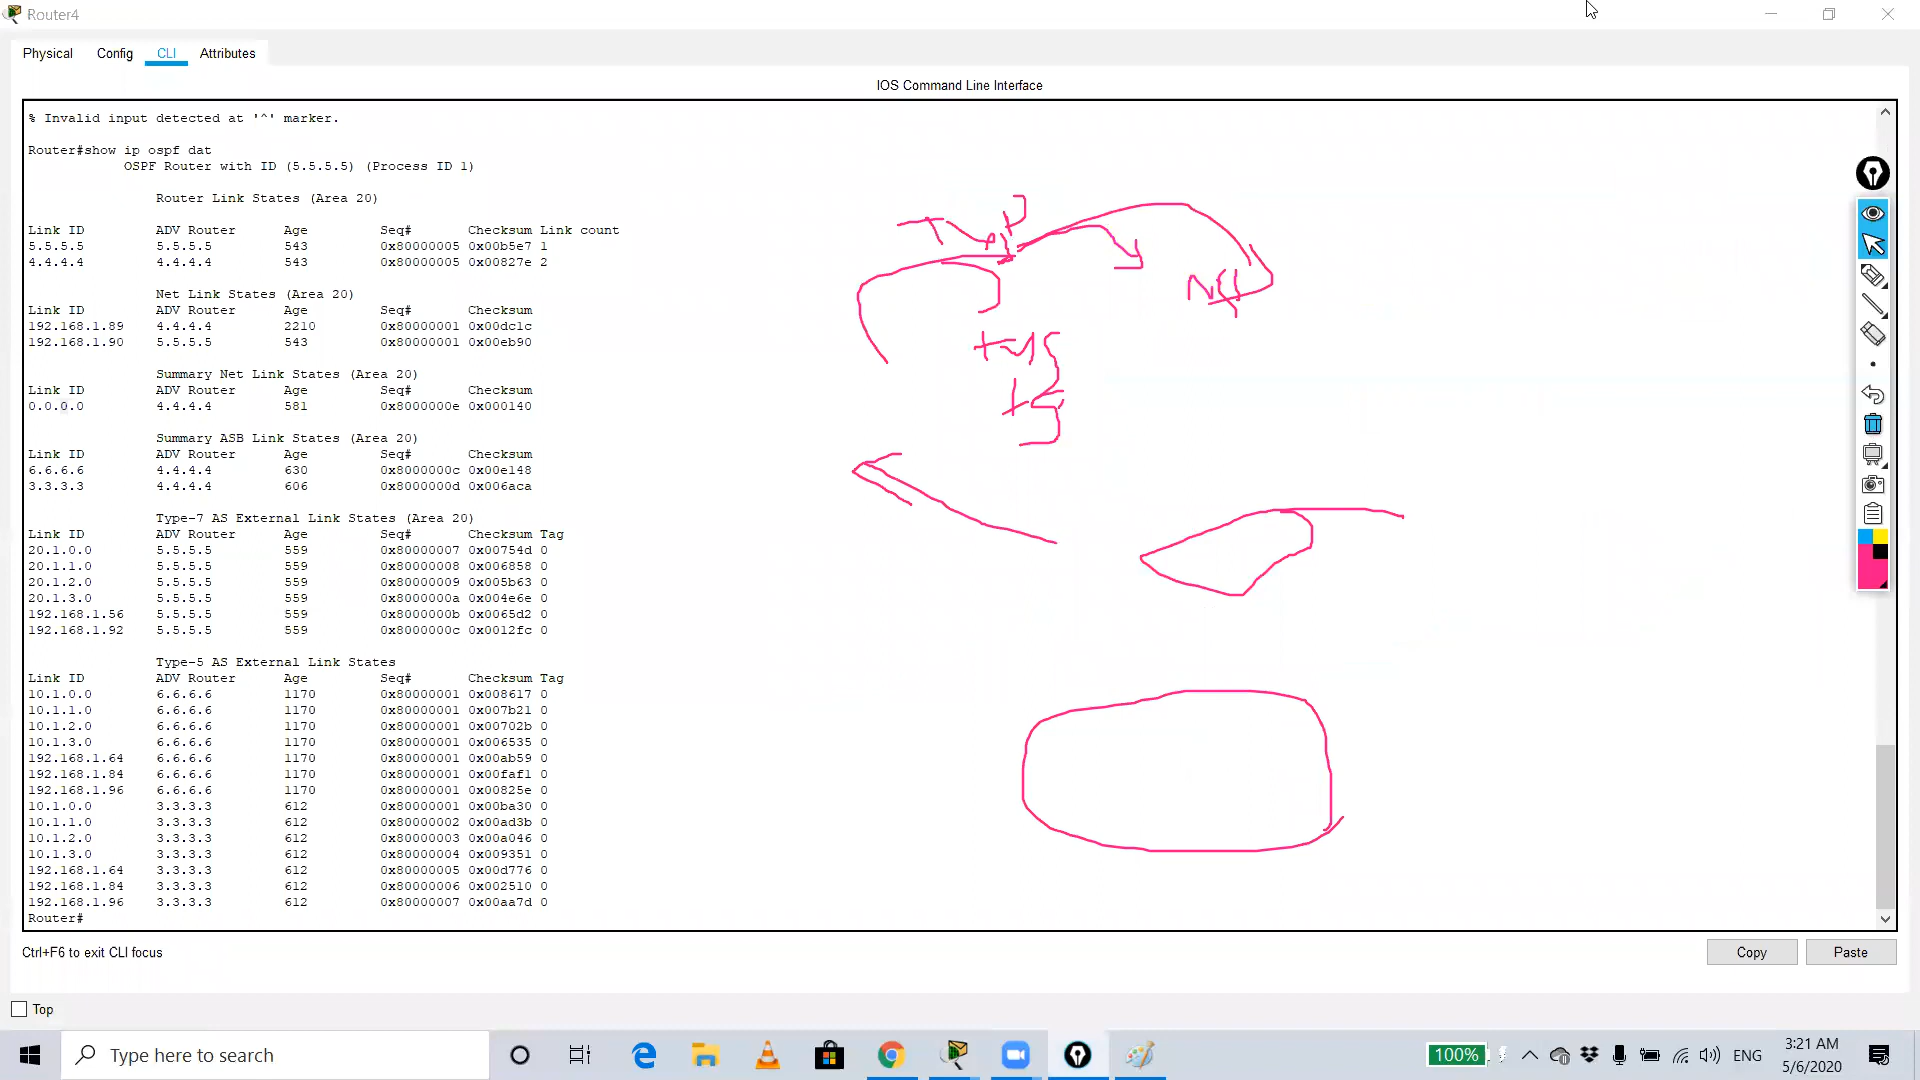 Router4
Physical Config CLI Attributes
IOS Command Line Interface
% Invalid input detected at '^' marker.
Router#show ip ospf dat
OSPF Router with ID (5.5.5.5) (Process ID 1)
Router Link States (Area 20)
Link ID ADV Router Age Seq# Checksum Link count
5.5.5.5 5.5.5.5 543 0x80000005 0x00b5e7 1
4.4.4.4 4.4.4.4 543 0x80000005 0x00827e 2
Net Link States (Area 20)
Link ID ADV Router Age Seq# Checksum
192.168.1.89 4.4.4.4 2210 0x80000001 0x00dc1c
192.168.1.90 5.5.5.5 543 0x80000001 0x00eb90
Summary Net Link States (Area 20)
Link ID ADV Router Age Seq# Checksum
0.0.0.0 4.4.4.4 581 0x8000000e 0x000140
Summary ASB Link States (Area 20)
Link ID ADV Router Age Seq# Checksum
6.6.6.6 4.4.4.4 630 0x8000000c 0x00e148
3.3.3.3 4.4.4.4 606 0x8000000d 0x006aca
Type-7 AS External Link States (Area 20)
Link ID ADV Router Age Seq# Checksum Tag
20.1.0.0 5.5.5.5 559 0x80000007 0x00754d 0
20.1.1.0 5.5.5.5 559 0x80000008 0x006858 0
20.1.2.0 5.5.5.5 559 0x80000009 0x005b63 0
20.1.3.0 5.5.5.5 559 0x8000000a 0x004e6e 0
192.168.1.56 5.5.5.5 559 0x8000000b 0x0065d2 0
192.168.1.92 5.5.5.5 559 0x8000000c 0x0012fc 0
Type-5 AS External Link States
Link ID ADV Router Age Seq# Checksum Tag
10.1.0.0 6.6.6.6 1170 0x80000001 0x008617 0
10.1.1.0 6.6.6.6 1170 0x80000001 0x007b21 0
10.1.2.0 6.6.6.6 1170 0x80000001 0x00702b 0
10.1.3.0 6.6.6.6 1170 0x80000001 0x006535 0
192.168.1.64 6.6.6.6 1170 0x80000001 0x00ab59 0
192.168.1.84 6.6.6.6 1170 0x80000001 0x00faf1 0
192.168.1.96 6.6.6.6 1170 0x80000001 0x00825e 0
10.1.0.0 3.3.3.3 612 0x80000001 0x00ba30 0
10.1.1.0 3.3.3.3 612 0x80000002 0x00ad3b 0
10.1.2.0 3.3.3.3 612 0x80000003 0x00a046 0
10.1.3.0 3.3.3.3 612 0x80000004 0x009351 0
192.168.1.64 3.3.3.3 612 0x80000005 0x00d776 0
192.168.1.84 3.3.3.3 612 0x80000006 0x002510 0
192.168.1.96 3.3.3.3 612 0x80000007 0x00aa7d 0
Router#
Ctrl+F6 to exit CLI focus
Copy Paste
Top
Type here to search
100%
ENG
3:21 AM
5/6/2020